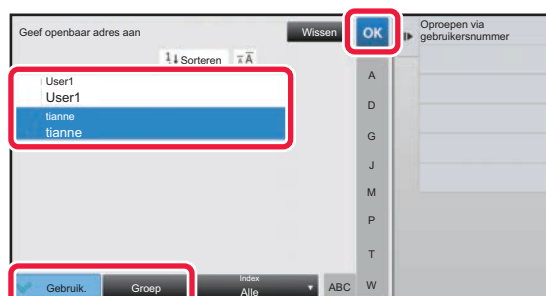 Geef openbaar adres aan
Wissen
OK
Oproepen via
gebruikersnummer
Sorteren
User1
User1
tianne
tianne
A
D
G
J
M
P
T
W
Gebruik.
Groep
Index
Alle
ABC